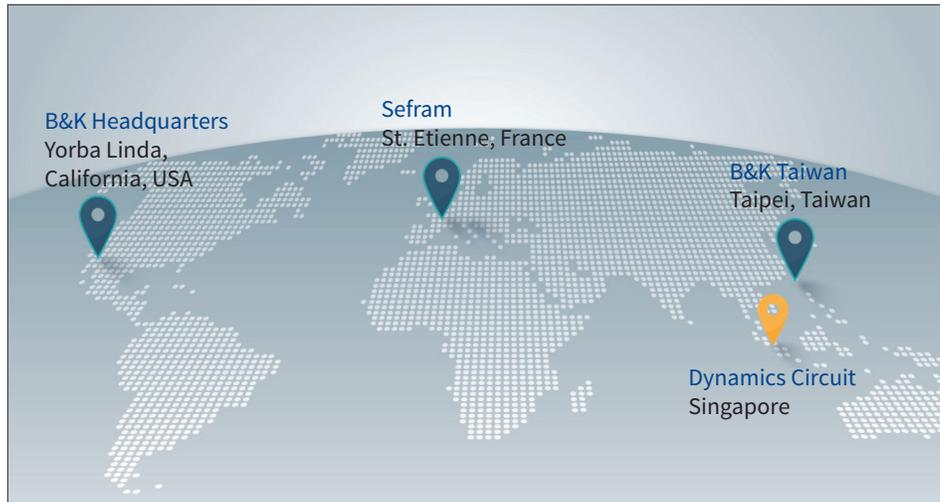 B&K Headquarters
Yorba Linda,
California, USA
Sefram
St. Etienne, France
B&K Taiwan
Taipei, Taiwan
Dynamics Circuit
Singapore